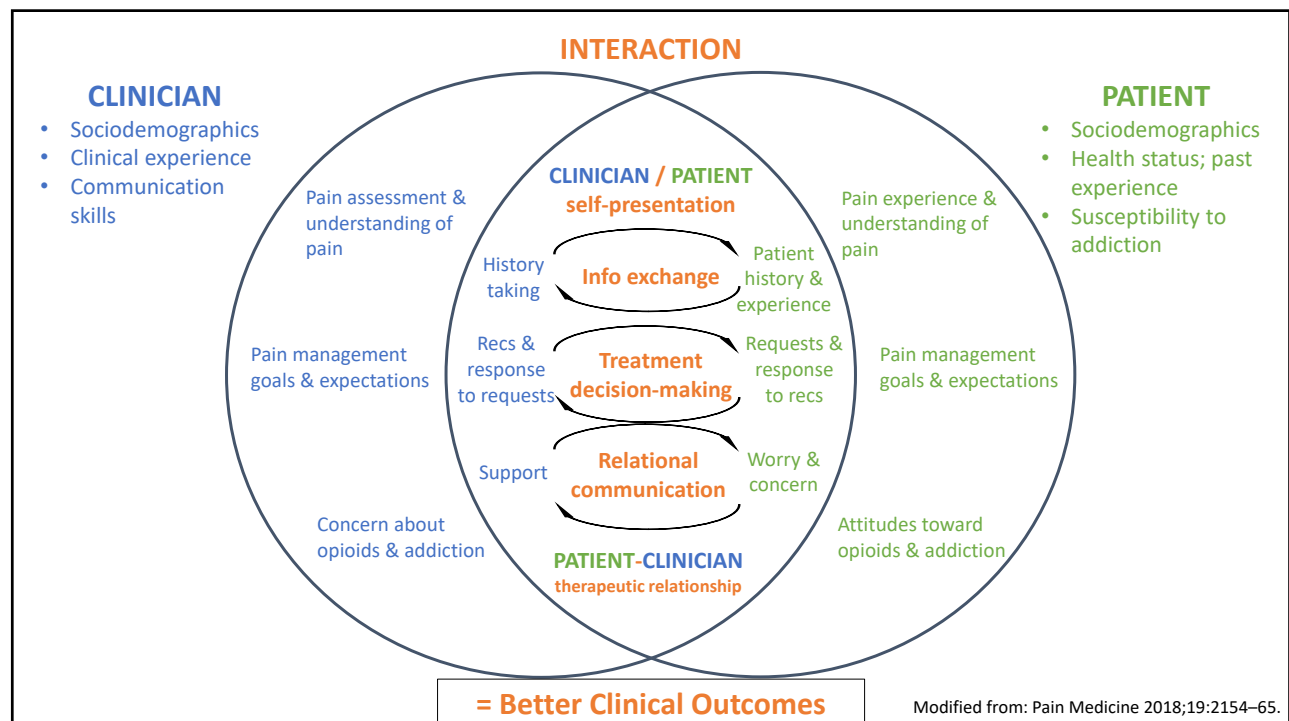 INTERACTION
CLINICIAN
• Sociodemographics
• Clinical experience
• Communication
skills
PATIENT
• Sociodemographics
• Health status; past
experience
• Susceptibility to
addiction
Pain assessment &
understanding of
pain
Pain management
goals & expectations
Concern about
opioids & addiction
CLINICIAN / PATIENT
self-presentation
History
taking
Info exchange
Patient
history &
experience
Recs &
response
to requests
Treatment
decision-making
Requests &
response
to recs
Support
Relational
communication
Worry &
concern
PATIENT-CLINICIAN
therapeutic relationship
Pain experience &
understanding of
pain
Pain management
goals & expectations
Attitudes toward
opioids & addiction
= Better Clinical Outcomes
Modified from: Pain Medicine 2018;19:2154–65.